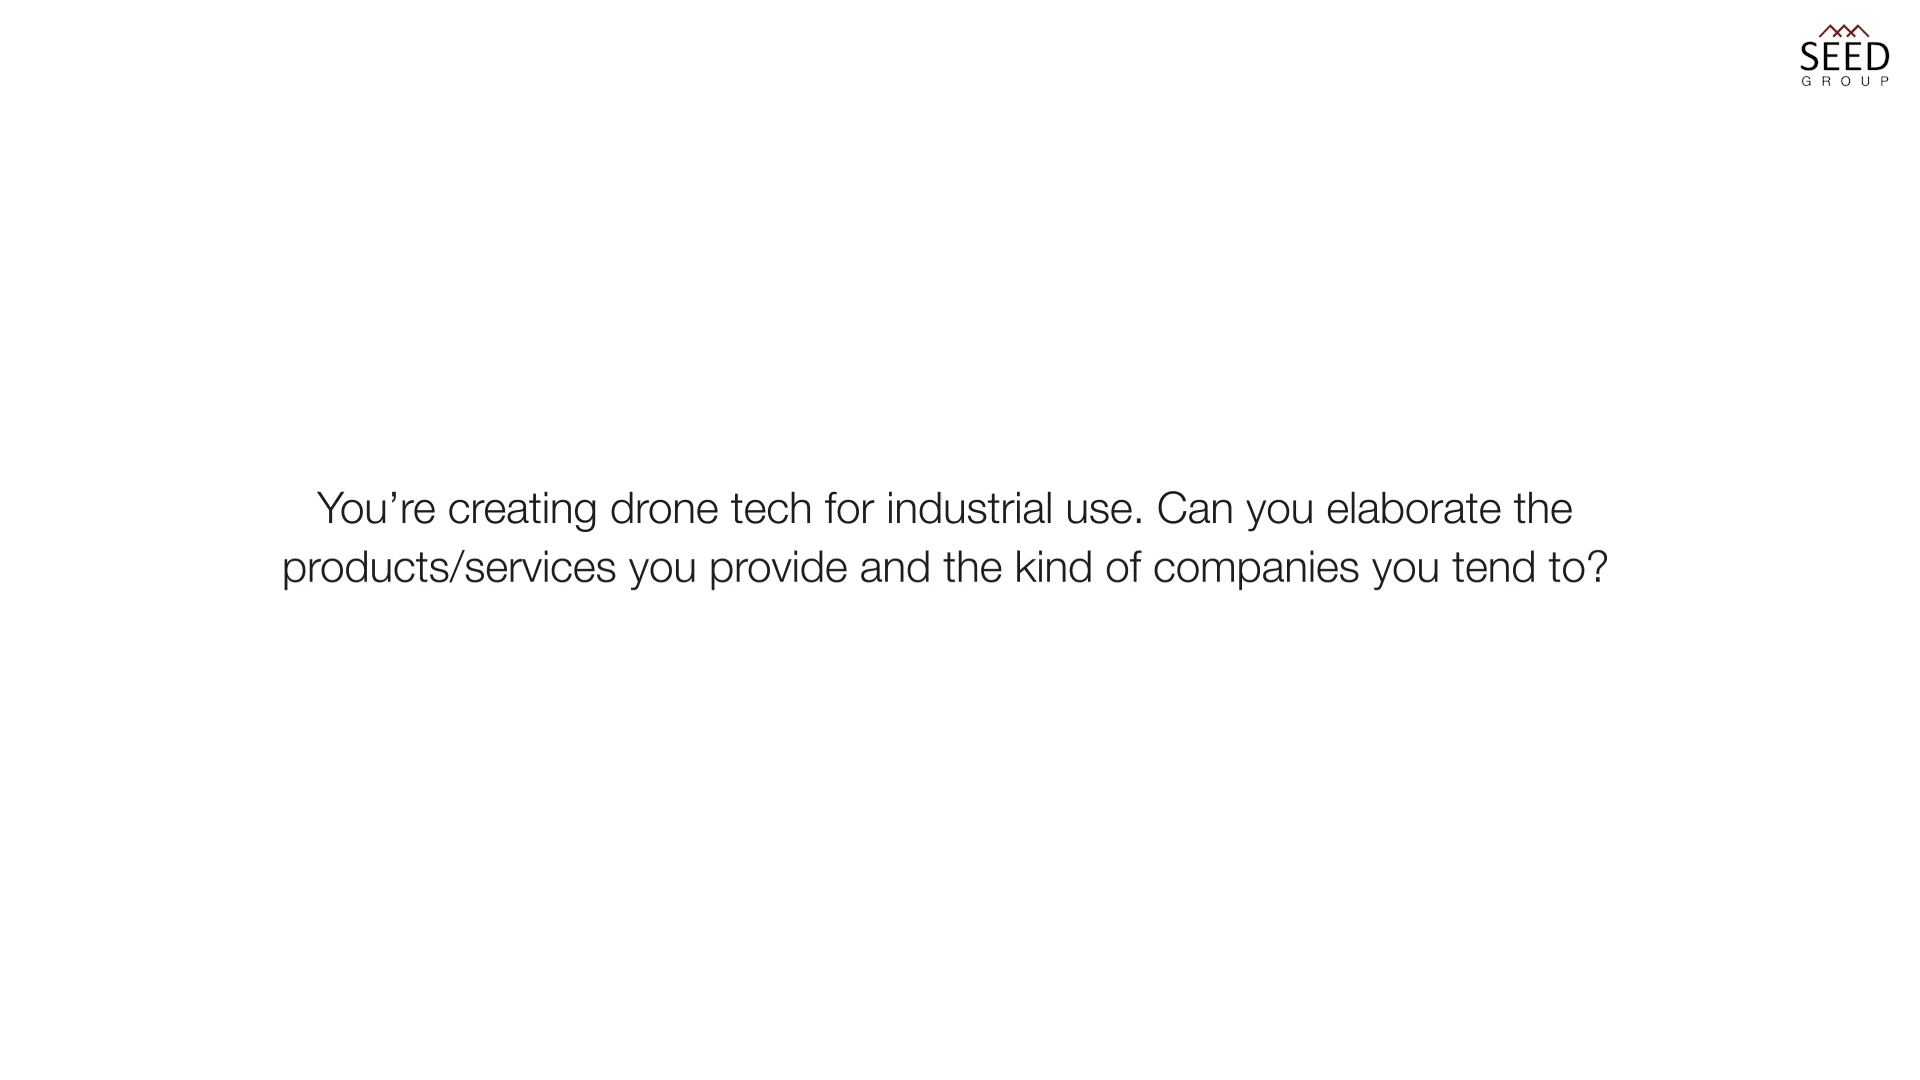 SEED
GROUP
You’re creating drone tech for industrial use. Can you elaborate the
products/services you provide and the kind of companies you tend to?